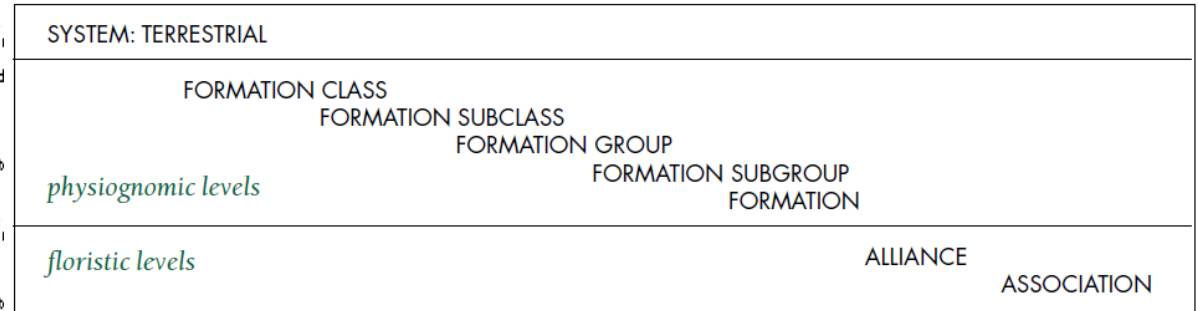 SYSTEM: TERRESTRIAL
FORMATION CLASS
FORMATION SUBCLASS
FORMATION GROUP
FORMATION SUBGROUP
physiognomic levels
FORMATION
floristic levels
ALLIANCE
ASSOCIATION